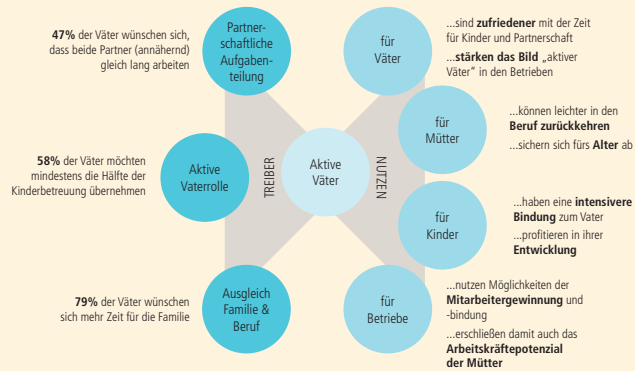 47% der Väter wünschen sich,
dass beide Partner (annähernd)
gleich lang arbeiten
Partner-
schaftliche
Aufgaben-
teilung
58% der Väter möchten
mindestens die Hälfte der
Kinderbetreuung übernehmen
Aktive
Vaterrolle
79% der Väter wünschen
sich mehr Zeit für die Familie
Ausgleich
Familie &
Beruf
TREIBER
Aktive
Väter
NUTZEN
für
Väter
...sind zufriedener mit der Zeit
für Kinder und Partnerschaft
...stärken das Bild „aktiver
Väter“ in den Betrieben
für
Mütter
...können leichter in den
Beruf zurückkehren
...sichern sich fürs Alter ab
für
Kinder
...haben eine intensivere
Bindung zum Vater
...profitieren in ihrer
Entwicklung
für
Betriebe
...nutzen Möglichkeiten der
Mitarbeitergewinnung und
-bindung
...erschließen damit auch das
Arbeitskräftepotenzial
der Mütter